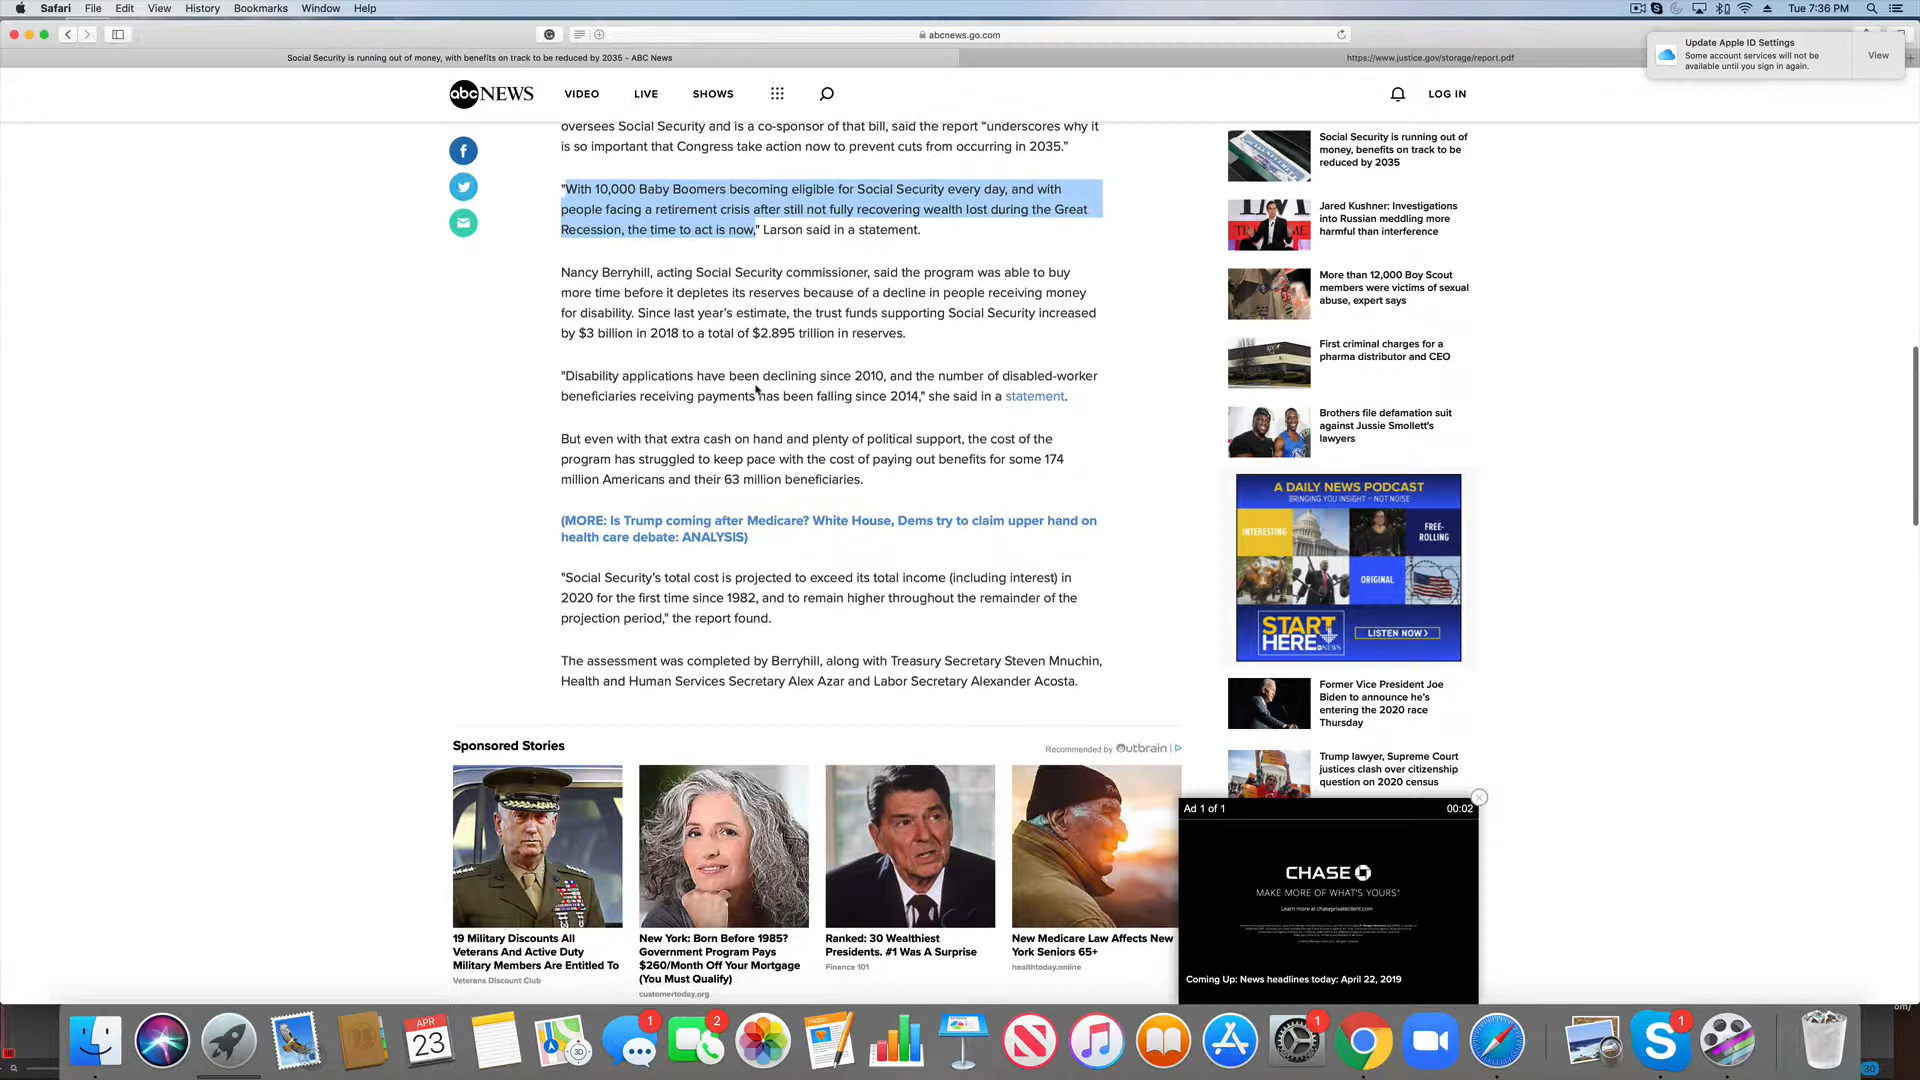 Safari File Edit View History Bookmarks Window Help
Tue 7:36 PM
abcnews.go.com
Social Security is running out of money, with benefits on track to be reduced by 2035 - ABC News
https://www.justice.gov/storage/report.pdf
Update Apple ID Settings
Some account services will not be
available until you sign in again.
View
abc NEWS VIDEO LIVE SHOWS LOG IN
oversees Social Security and is a co-sponsor of that bill, said the report “underscores why it
is so important that Congress take action now to prevent cuts from occurring in 2035.”
"With 10,000 Baby Boomers becoming eligible for Social Security every day, and with
people facing a retirement crisis after still not fully recovering wealth lost during the Great
Recession, the time to act is now," Larson said in a statement.
Nancy Berryhill, acting Social Security commissioner, said the program was able to buy
more time before it depletes its reserves because of a decline in people receiving money
for disability. Since last year’s estimate, the trust funds supporting Social Security increased
by $3 billion in 2018 to a total of $2.895 trillion in reserves.
"Disability applications have been declining since 2010, and the number of disabled-worker
beneficiaries receiving payments has been falling since 2014," she said in a statement.
But even with that extra cash on hand and plenty of political support, the cost of the
program has struggled to keep pace with the cost of paying out benefits for some 174
million Americans and their 63 million beneficiaries.
(MORE: Is Trump coming after Medicare? White House, Dems try to claim upper hand on
health care debate: ANALYSIS)
"Social Security’s total cost is projected to exceed its total income (including interest) in
2020 for the first time since 1982, and to remain higher throughout the remainder of the
projection period," the report found.
The assessment was completed by Berryhill, along with Treasury Secretary Steven Mnuchin,
Health and Human Services Secretary Alex Azar and Labor Secretary Alexander Acosta.
Social Security is running out of
money, benefits on track to be
reduced by 2035
Jared Kushner: Investigations
into Russian meddling more
harmful than interference
More than 12,000 Boy Scout
members were victims of sexual
abuse, expert says
First criminal charges for a
pharma distributor and CEO
Brothers file defamation suit
against Jussie Smollett's
lawyers
A DAILY NEWS PODCAST
BRINGING YOU INSIGHT - NOT NOISE
INTERESTING
FREE-
ROLLING
ORIGINAL
START
HERE
LISTEN NOW >
Former Vice President Joe
Biden to announce he's
entering the 2020 race
Thursday
Trump lawyer, Supreme Court
justices clash over citizenship
question on 2020 census
Sponsored Stories
Recommended by Outbrain
19 Military Discounts All
Veterans And Active Duty
Military Members Are Entitled To
Veterans Discount Club
New York: Born Before 1985?
Government Program Pays
$260/Month Off Your Mortgage
(You Must Qualify)
customertoday.org
Ranked: 30 Wealthiest
Presidents. #1 Was A Surprise
Finance 101
New Medicare Law Affects New
York Seniors 65+
healthtoday.online
Ad 1 of 1
00:02
CHASE
MAKE MORE OF WHAT'S YOURS
Learn more at chaseprivateclient.com
Coming Up: News headlines today: April 22, 2019
APR
23
3D
1
2
1
1
30